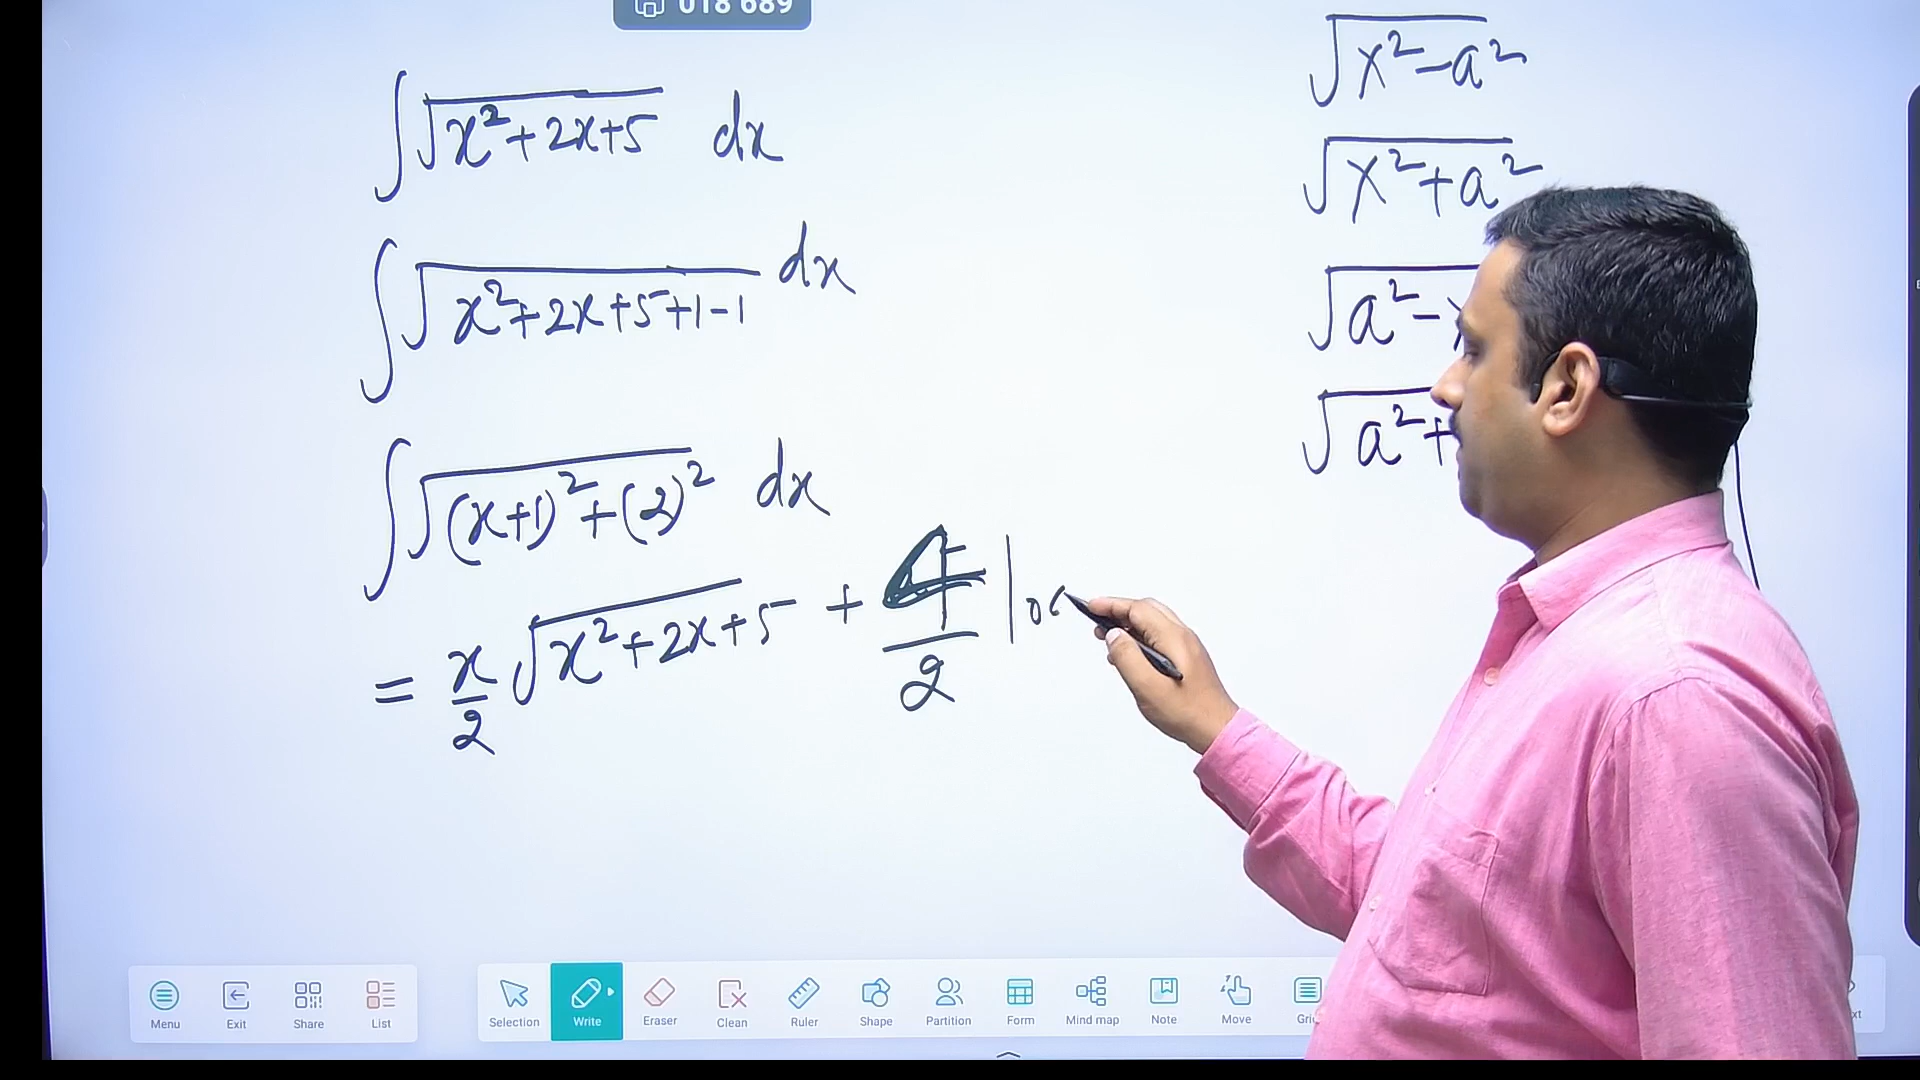 018 689
∫√(x²+2x+5) dx
∫√(x²+2x+5+1-1) dx
∫√((x+1)²+(2)²) dx
= x/2 √(x²+2x+5) + 4/2 lo
√(x²-a²)
√(x²+a²)
√(a²-
√(a²+
Menu Exit Share List Selection Write Eraser Clean Ruler Shape Partition Form Mind map Note Move